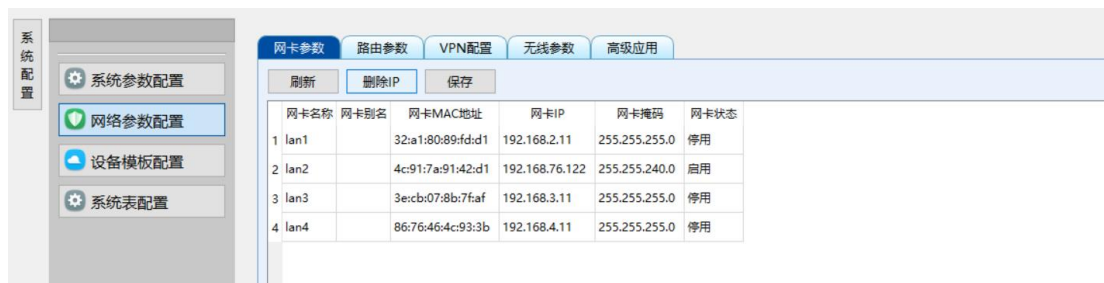 系统配置
系统参数配置
网络参数配置
设备模板配置
系统表配置
网卡参数 路由参数 VPN配置 无线参数 高级应用
刷新 删除IP 保存
网卡名称 网卡别名 网卡MAC地址 网卡IP 网卡掩码 网卡状态
1 lan1 32:a1:80:89:fd:d1 192.168.2.11 255.255.255.0 停用
2 lan2 4c:91:7a:91:42:d1 192.168.76.122 255.255.240.0 启用
3 lan3 3e:cb:07:8b:7f:af 192.168.3.11 255.255.255.0 停用
4 lan4 86:76:46:4c:93:3b 192.168.4.11 255.255.255.0 停用